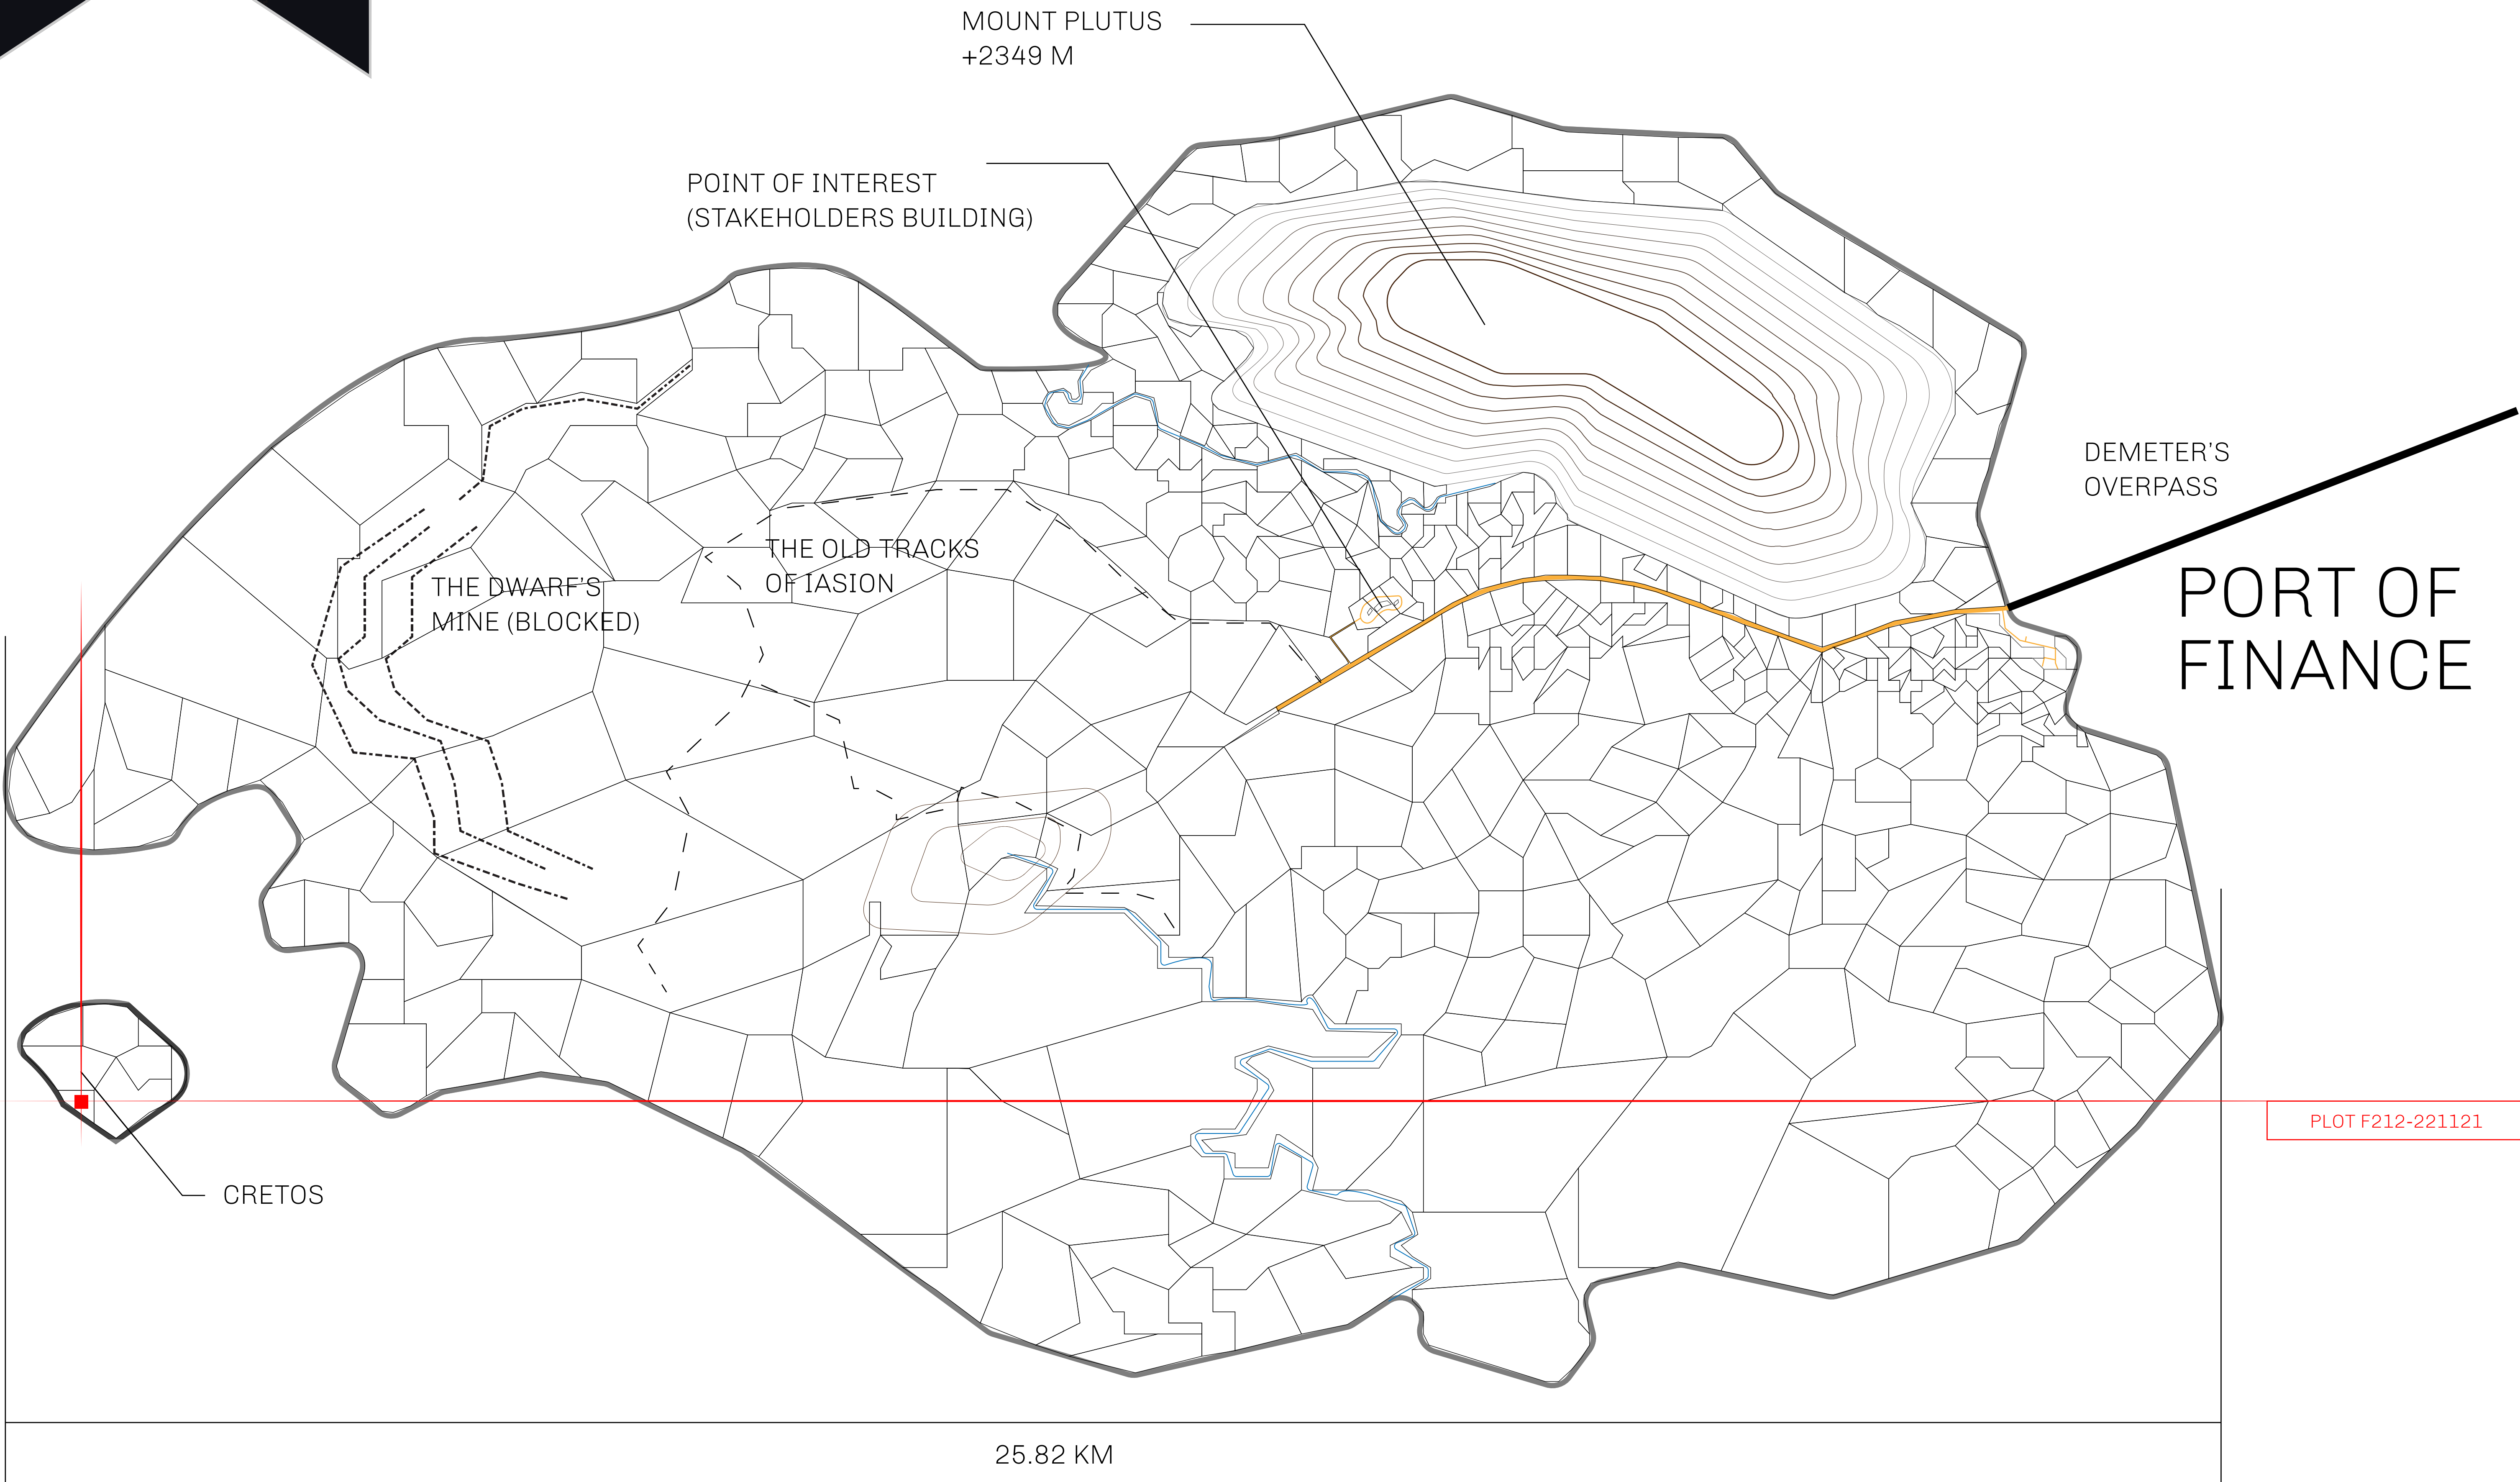 MOUNT PLUTUS
+2349 M
POINT OF INTEREST
(STAKEHOLDERS BUILDING)
DEMETER'S
OVERPASS
THE OLD TRACKS
OF IASION
THE DWARF'S
MINE (BLOCKED)
PORT OF
FINANCE
PLOT F212-221121
CRETOS
25.82 KM